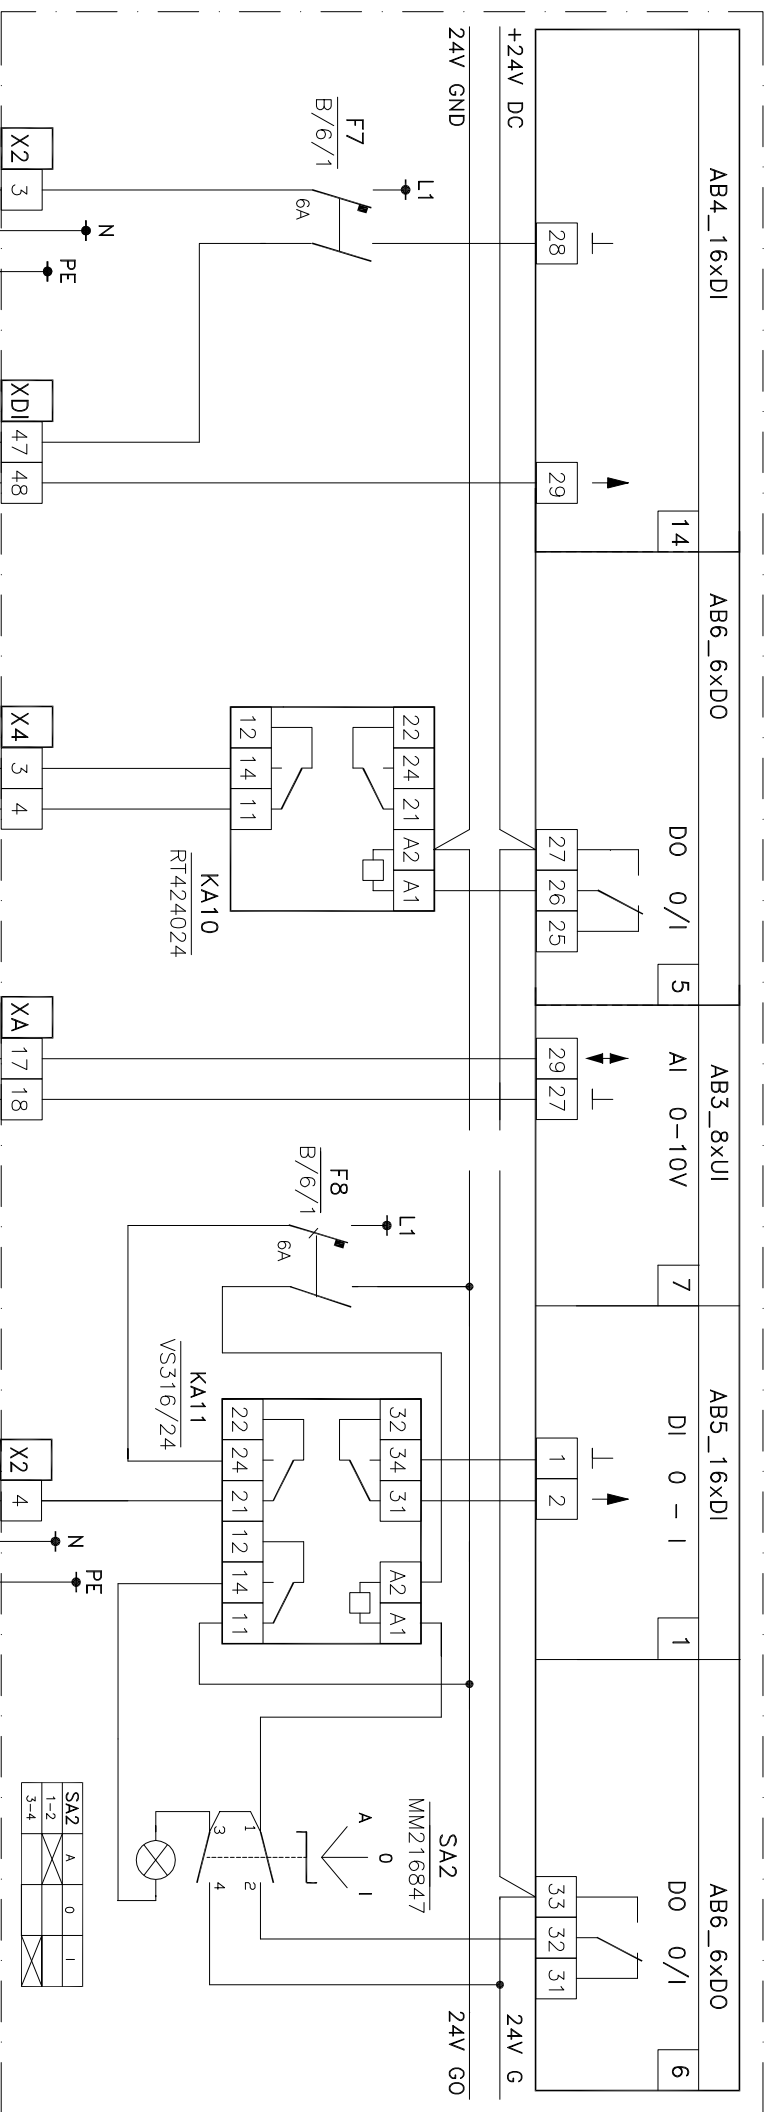 AB4_16xDI
14
28
29
AB6_6xDO
DO 0/I
5
27
26
25
AB3_8xUI
AI 0-10V
7
29
27
AB5_16xDI
DI 0 - I
1
1
2
AB6_6xDO
DO 0/I
6
33
32
31
+24V DC
24V GND
24V G
24V GO
L1
F7
B/6/1
6A
22
24
21
A2
A1
12
14
11
KA10
RT424024
L1
F8
B/6/1
6A
32
34
31
A2
A1
22
24
21
12
14
11
KA11
VS316/24
SA2
MM216847
A
0
I
1
2
3
4
SA2 A 0 I
1-2
3-4
X2
3
N
PE
XDI
47
48
X4
3
4
XA
17
18
X2
4
N
PE